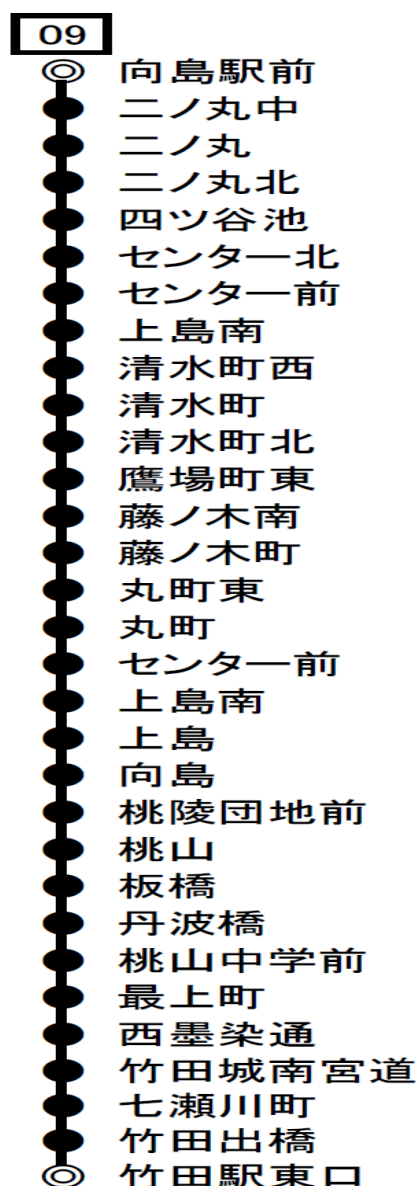 09
向島駅前
二ノ丸中
二ノ丸
二ノ丸北
四ツ谷池
センター北
センター前
上島南
清水町西
清水町
清水町北
鷹場町東
藤ノ木南
藤ノ木町
丸町東
丸町
センター前
上島南
上島
向島
桃陵団地前
桃山
板橋
丹波橋
桃山中学前
最上町
西墨染通
竹田城南宮道
七瀬川町
竹田出橋
竹田駅東口